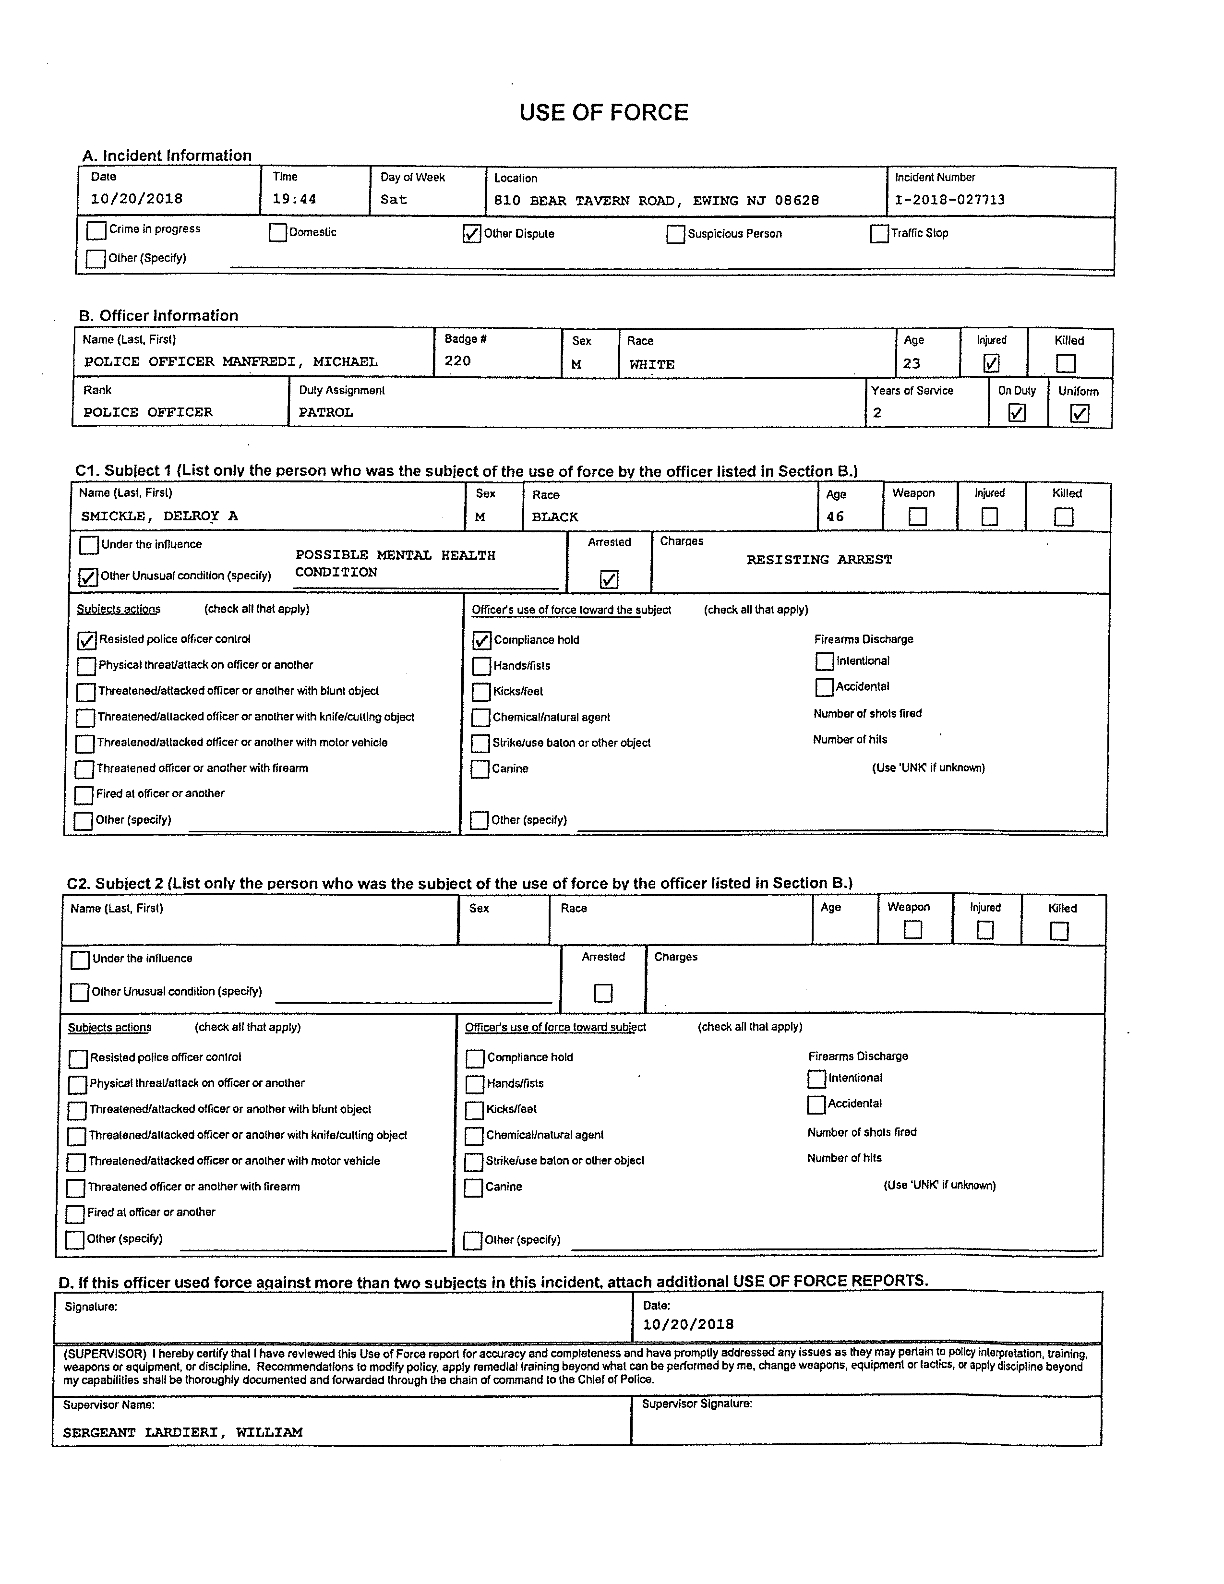 USE OF FORCE
A. Incident Information
Date Time Day of Week Location Incident Number
10/20/2018 19:44 Sat 810 BEAR TAVERN ROAD, EWING NJ 08628 I-2018-027713
Crime in progress Domestic Other Dispute Suspicious Person Traffic Stop
Other (Specify)
B. Officer Information
Name (Last, First) Badge # Sex Race Age Injured Killed
POLICE OFFICER MANFREDI, MICHAEL 220 M WHITE 23
Rank Duty Assignment Years of Service On Duty Uniform
POLICE OFFICER PATROL 2
C1. Subject 1 (List only the person who was the subject of the use of force by the officer listed in Section B.)
Name (Last, First) Sex Race Age Weapon Injured Killed
SMICKLE, DELROY A M BLACK 46
Under the influence POSSIBLE MENTAL HEALTH Arrested Charges
Other Unusual condition (specify) CONDITION RESISTING ARREST
Subjects actions (check all that apply) Officer's use of force toward the subject (check all that apply)
Resisted police officer control Compliance hold Firearms Discharge
Physical threat/attack on officer or another Hands/fists Intentional
Threatened/attacked officer or another with blunt object Kicks/feet Accidental
Threatened/attacked officer or another with knife/cutting object Chemical/natural agent Number of shots fired
Threatened/attacked officer or another with motor vehicle Strike/use baton or other object Number of hits
Threatened officer or another with firearm Canine (Use 'UNK' if unknown)
Fired at officer or another
Other (specify) Other (specify)
C2. Subject 2 (List only the person who was the subject of the use of force by the officer listed in Section B.)
Name (Last, First) Sex Race Age Weapon Injured Killed
Under the influence Arrested Charges
Other Unusual condition (specify)
Subjects actions (check all that apply) Officer's use of force toward subject (check all that apply)
Resisted police officer control Compliance hold Firearms Discharge
Physical threat/attack on officer or another Hands/fists Intentional
Threatened/attacked officer or another with blunt object Kicks/feet Accidental
Threatened/attacked officer or another with knife/cutting object Chemical/natural agent Number of shots fired
Threatened/attacked officer or another with motor vehicle Strike/use baton or other object Number of hits
Threatened officer or another with firearm Canine (Use 'UNK' if unknown)
Fired at officer or another
Other (specify) Other (specify)
D. If this officer used force against more than two subjects in this incident, attach additional USE OF FORCE REPORTS.
Signature: Date:
10/20/2018
(SUPERVISOR) I hereby certify that I have reviewed this Use of Force report for accuracy and completeness and have promptly addressed any issues as they may pertain to policy interpretation, training,
weapons or equipment, or discipline. Recommendations to modify policy, apply remedial training beyond what can be performed by me, change weapons, equipment or tactics, or apply discipline beyond
my capabilities shall be thoroughly documented and forwarded through the chain of command to the Chief of Police.
Supervisor Name: Supervisor Signature:
SERGEANT LARDIERI, WILLIAM